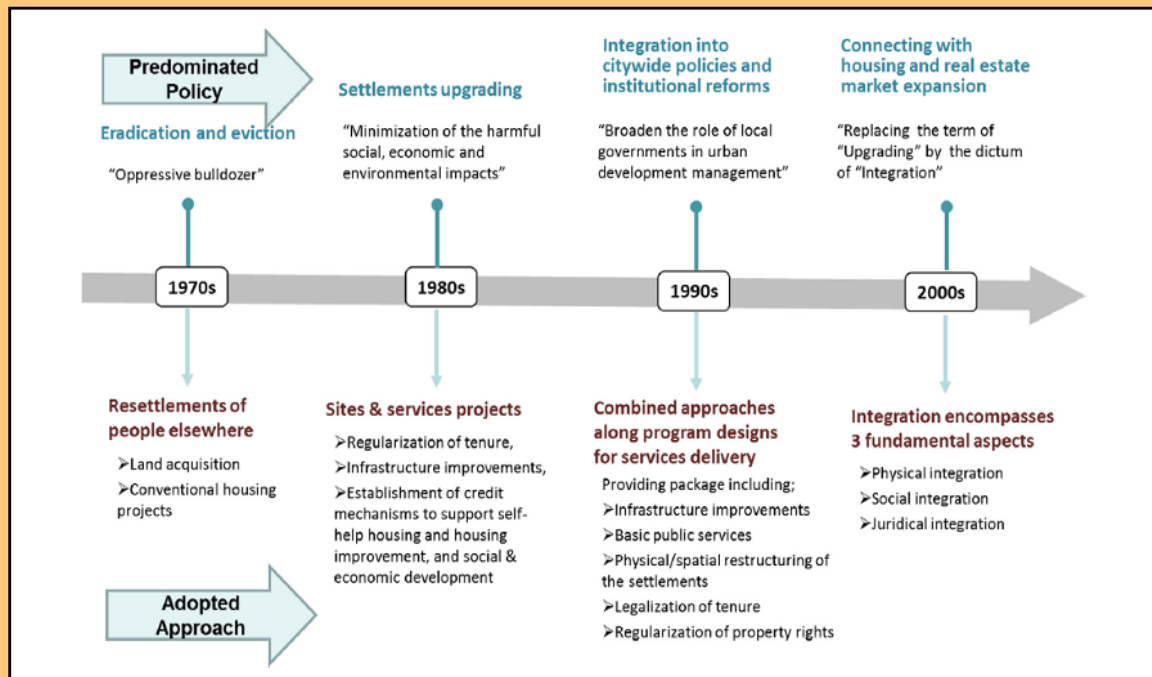 Predominated
Policy
Eradication and eviction
"Oppressive bulldozer"
Settlements upgrading
"Minimization of the harmful
social, economic and
environmental impacts"
Integration into
citywide policies and
institutional reforms
"Broaden the role of local
governments in urban
development management"
Connecting with
housing and real estate
market expansion
"Replacing the term of
"Upgrading" by the dictum
of "Integration"
1970s
1980s
1990s
2000s
Resettlements of
people elsewhere
➤Land acquisition
➤Conventional housing
projects
Sites & services projects
➤Regularization of tenure,
➤Infrastructure improvements,
➤Establishment of credit
mechanisms to support self-
help housing and housing
improvement, and social &
economic development
Combined approaches
along program designs
for services delivery
Providing package including;
➤Infrastructure improvements
➤Basic public services
➤Physical/spatial restructuring of
the settlements
➤Legalization of tenure
➤Regularization of property rights
Integration encompasses
3 fundamental aspects
➤Physical integration
➤Social integration
➤Juridical integration
Adopted
Approach